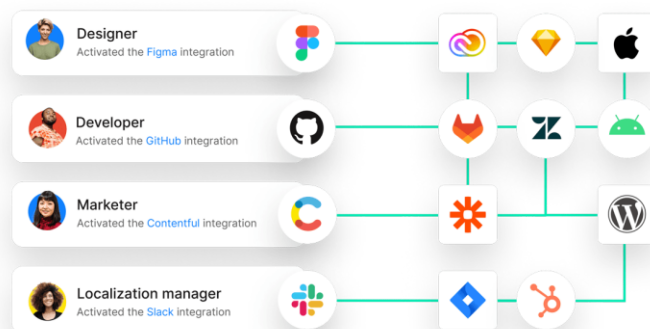 Designer
Activated the Figma integration
Developer
Activated the GitHub integration
Marketer
Activated the Contentful integration
Localization manager
Activated the Slack integration